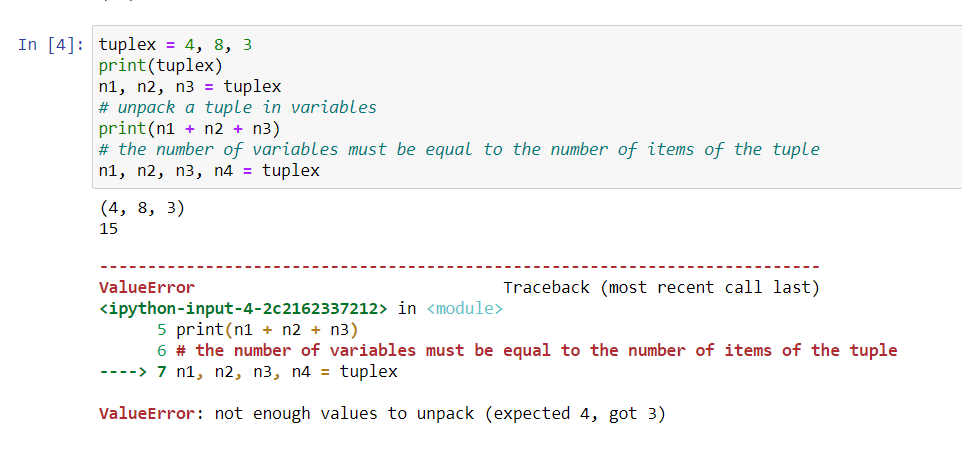 In [4]: tuplex = 4, 8, 3
print(tuplex)
n1, n2, n3 = tuplex
# unpack a tuple in variables
print(n1 + n2 + n3)
# the number of variables must be equal to the number of items of the tuple
n1, n2, n3, n4 = tuplex
(4, 8, 3)
15
---------------------------------------------------------------------------
ValueError                                Traceback (most recent call last)
<ipython-input-4-2c2162337212> in <module>
      5 print(n1 + n2 + n3)
      6 # the number of variables must be equal to the number of items of the tuple
----> 7 n1, n2, n3, n4 = tuplex
ValueError: not enough values to unpack (expected 4, got 3)